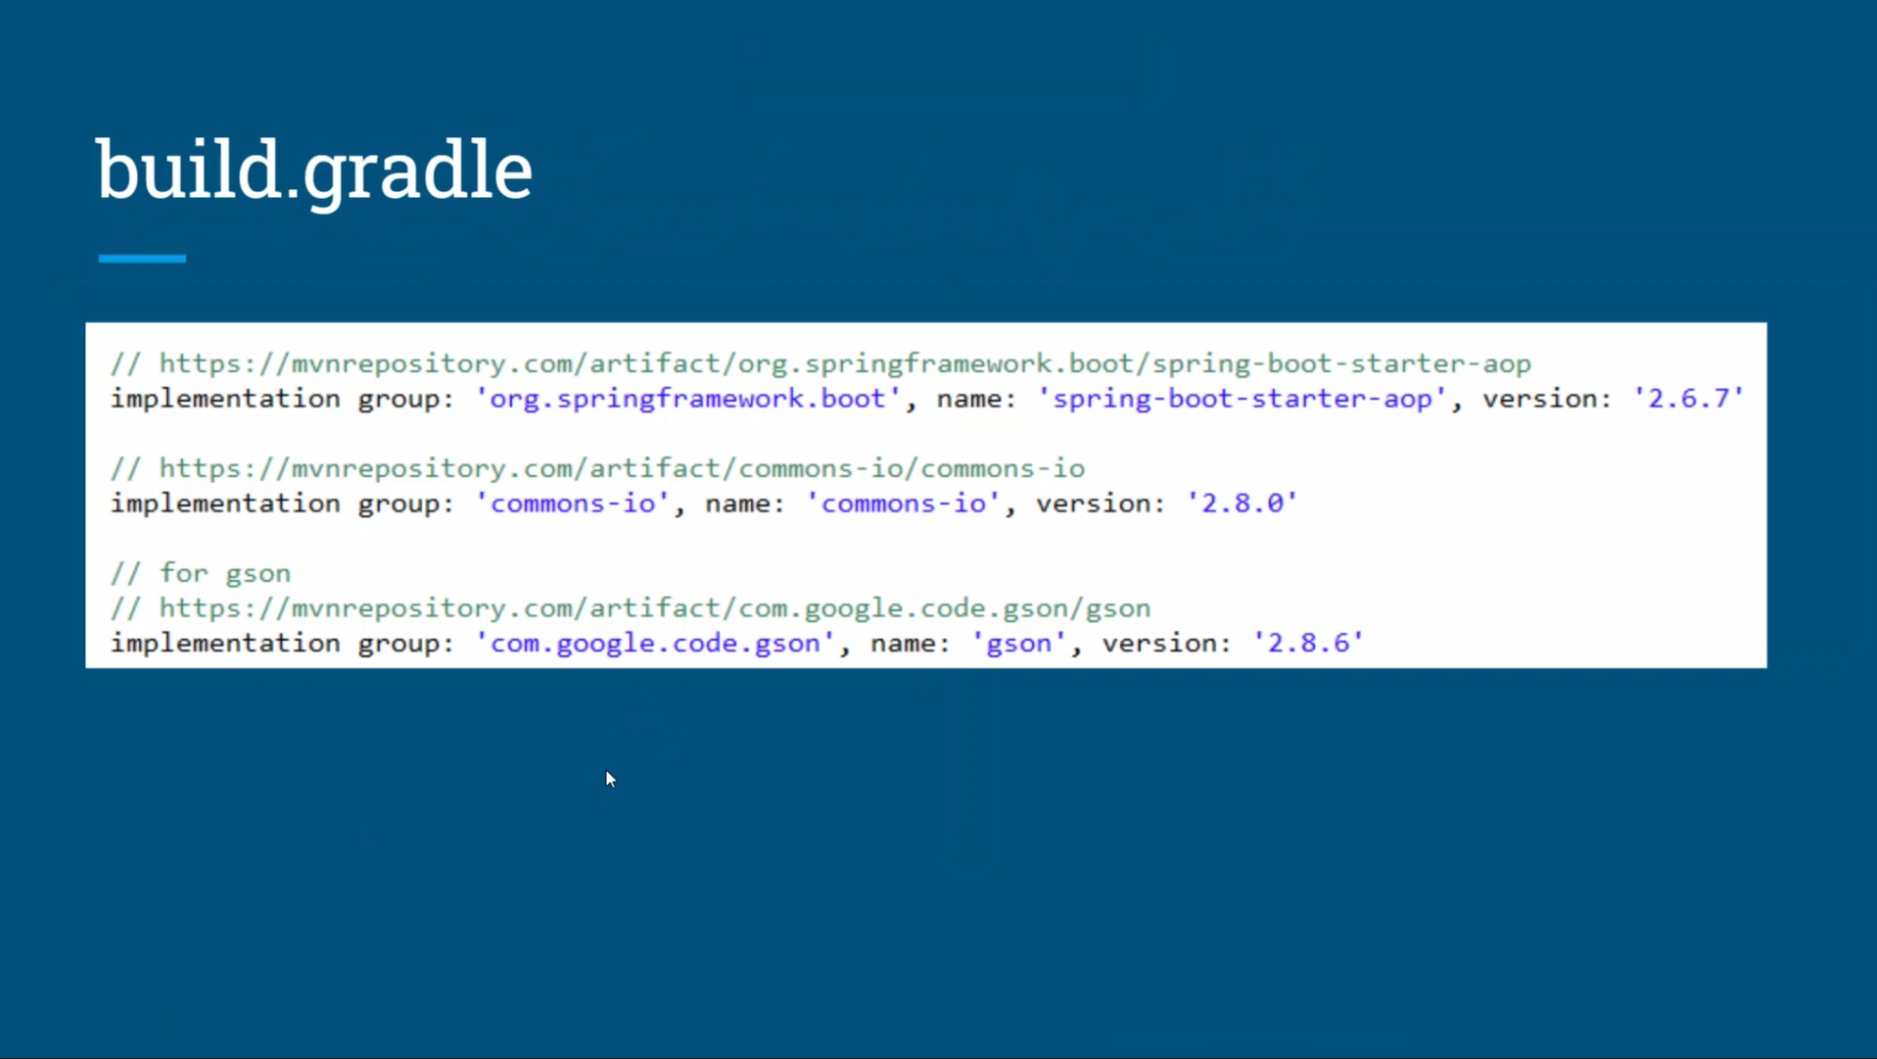 build.gradle
// https://mvnrepository.com/artifact/org.springframework.boot/spring-boot-starter-aop
implementation group: 'org.springframework.boot', name: 'spring-boot-starter-aop', version: '2.6.7'
// https://mvnrepository.com/artifact/commons-io/commons-io
implementation group: 'commons-io', name: 'commons-io', version: '2.8.0'
// for gson
// https://mvnrepository.com/artifact/com.google.code.gson/gson
implementation group: 'com.google.code.gson', name: 'gson', version: '2.8.6'